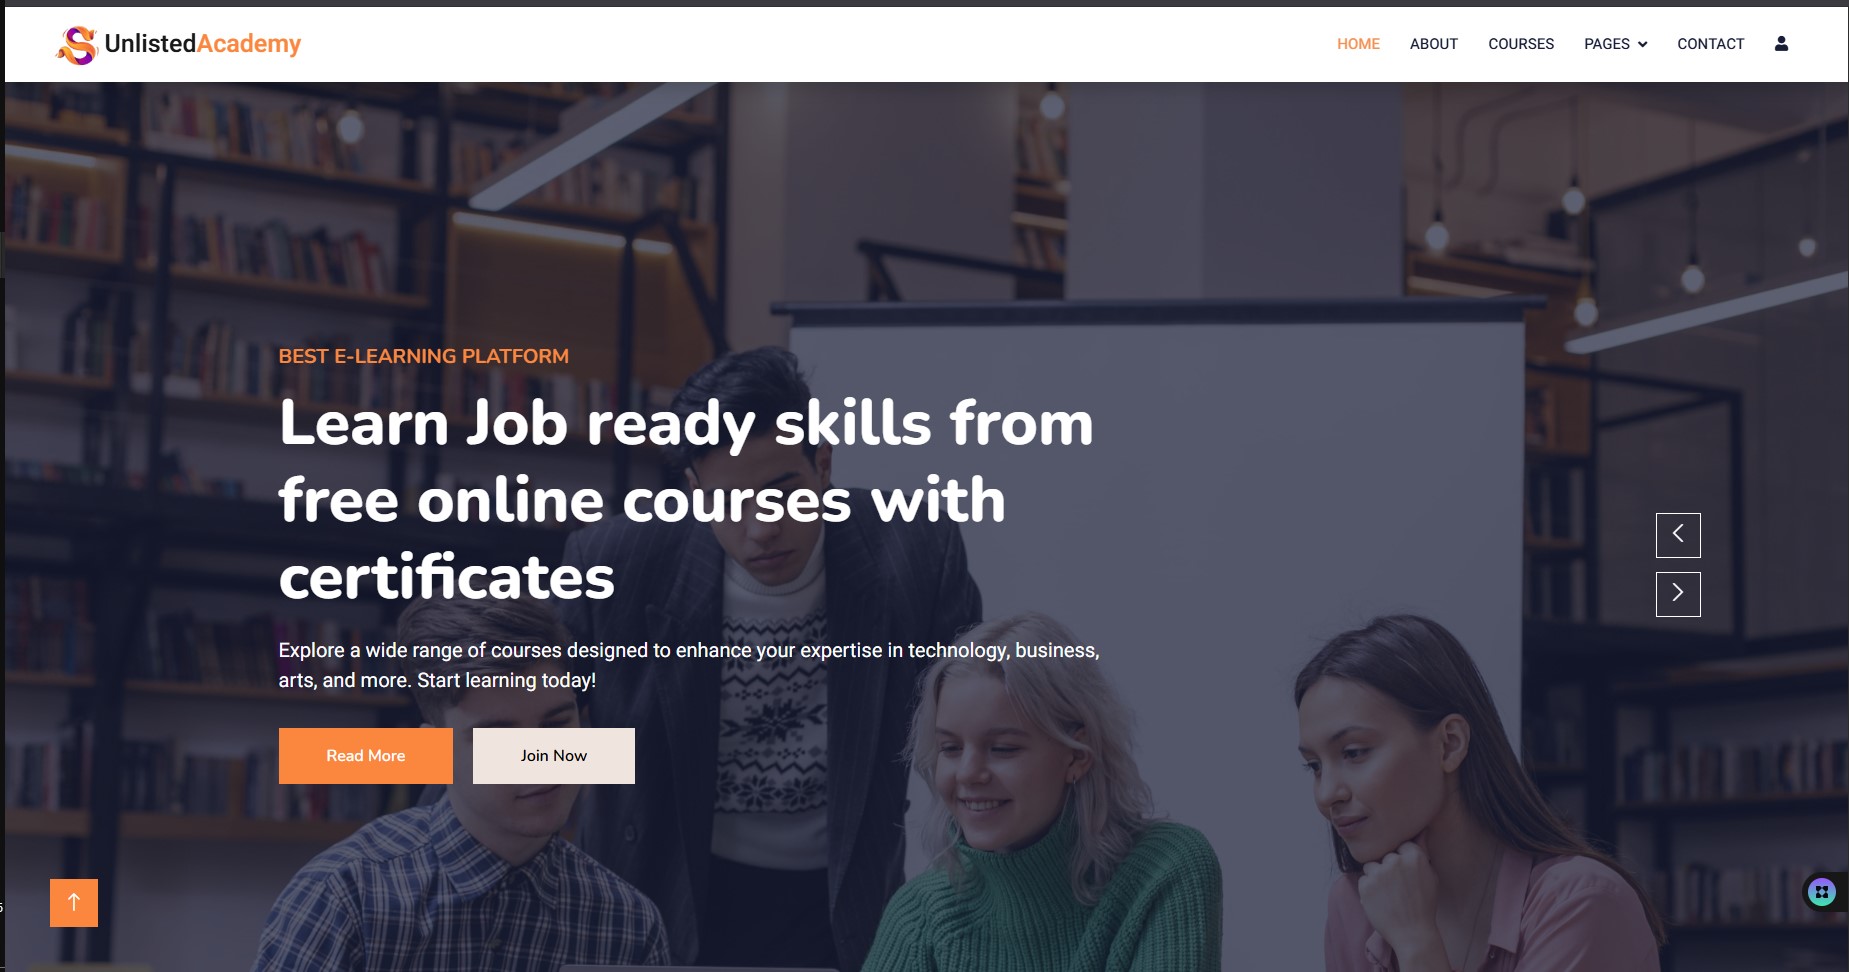 UnlistedAcademy
HOME ABOUT COURSES PAGES CONTACT
BEST E-LEARNING PLATFORM
Learn Job ready skills from
free online courses with
certificates
Explore a wide range of courses designed to enhance your expertise in technology, business,
arts, and more. Start learning today!
Read More Join Now